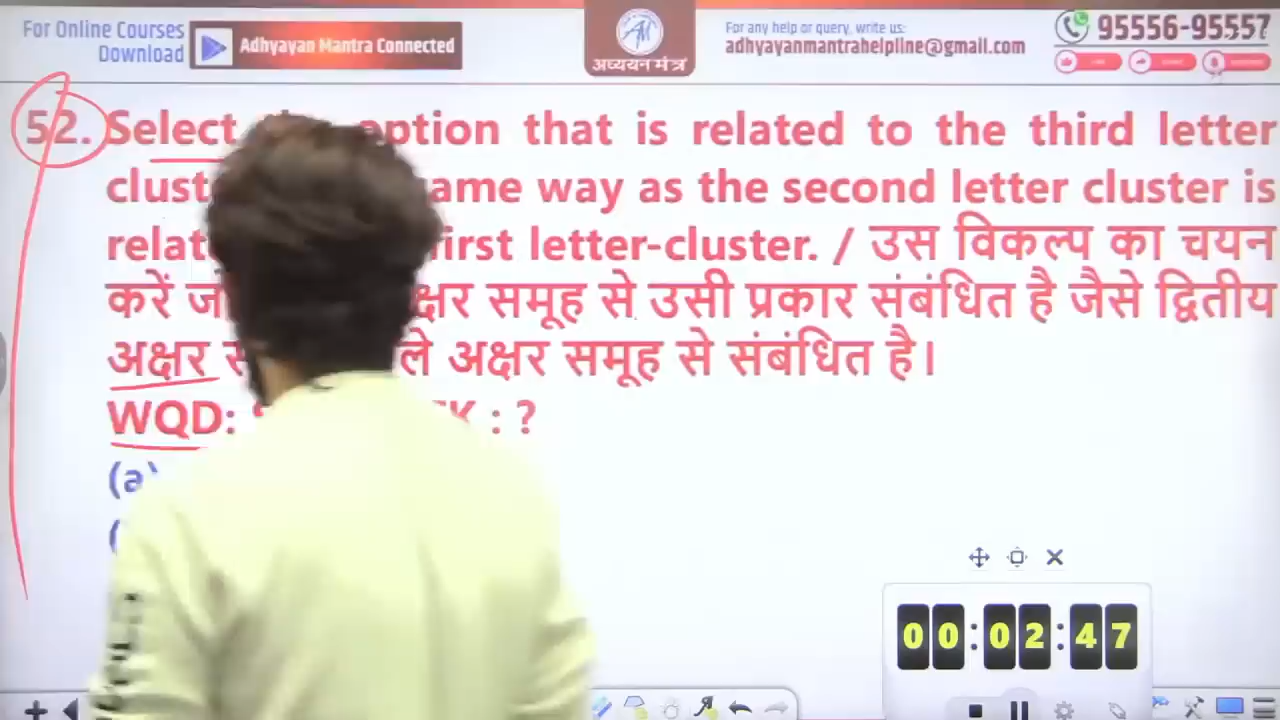 For Online Courses
Download
Adhyayan Mantra Connected
अध्ययन मंत्र
For any help or query, write us:
adhyayanmantrahelpline@gmail.com
95556-95557
52. Select option that is related to the third letter
clust ame way as the second letter cluster is
relat irst letter-cluster. / उस विकल्प का चयन
करें ज क्षर समूह से उसी प्रकार संबंधित है जैसे द्वितीय
अक्षर स ले अक्षर समूह से संबंधित है।
WQD: K : ?
(a)
(
00:02:47